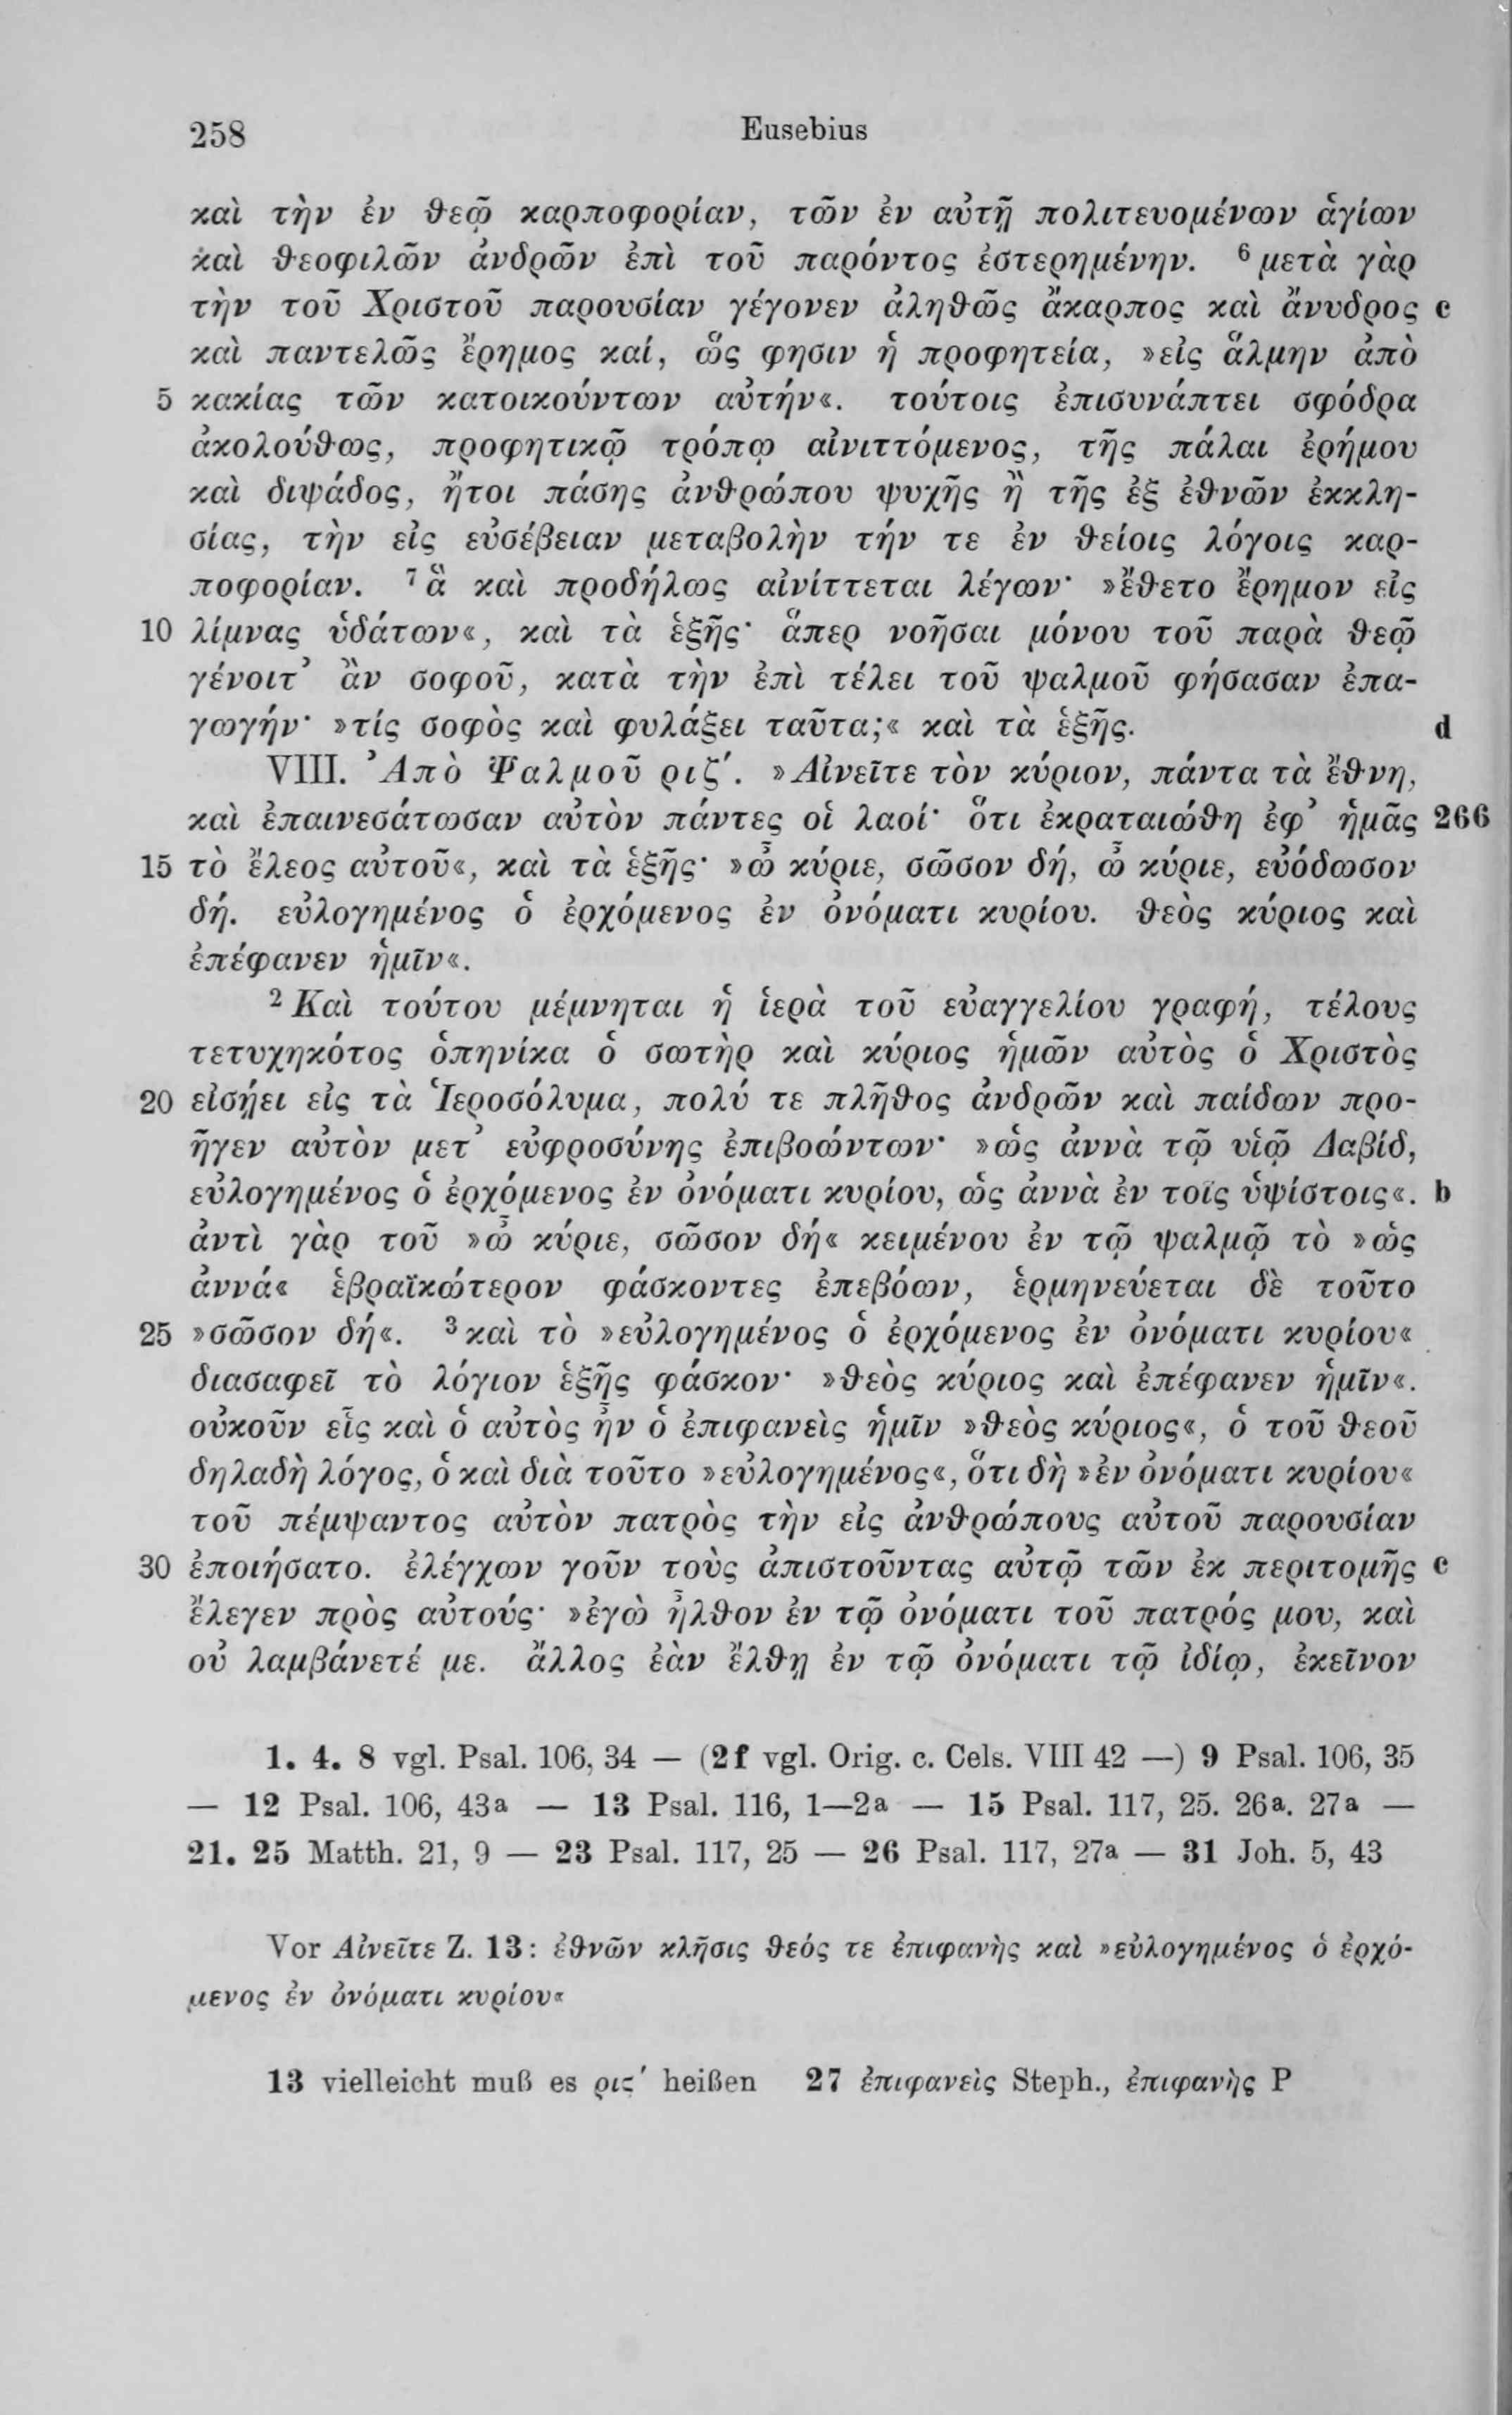 258 Eusebius
καὶ τὴν ἐν θεῷ καρποφορίαν, τῶν ἐν αὐτῇ πολιτευομένων ἁγίων
καὶ θεοφιλῶν ἀνδρῶν ἐπὶ τοῦ παρόντος ἐστερημένην. ⁶ μετὰ γὰρ
τὴν τοῦ Χριστοῦ παρουσίαν γέγονεν ἀληθῶς ἄκαρπος καὶ ἄνυδρος c
καὶ παντελῶς ἔρημος καί, ὥς φησιν ἡ προφητεία, »εἰς ἅλμην ἀπὸ
5 κακίας τῶν κατοικούντων αὐτήν«. τούτοις ἐπισυνάπτει σφόδρα
ἀκολούθως, προφητικῷ τρόπῳ αἰνιττόμενος, τῆς πάλαι ἐρήμου
καὶ διψάδος, ἤτοι πάσης ἀνθρώπου ψυχῆς ἢ τῆς ἐξ ἐθνῶν ἐκκλη-
σίας, τὴν εἰς εὐσέβειαν μεταβολὴν τήν τε ἐν θείοις λόγοις καρ-
ποφορίαν. ⁷ ἃ καὶ προδήλως αἰνίττεται λέγων· »ἔθετο ἔρημον εἰς
10 λίμνας ὑδάτων«, καὶ τὰ ἑξῆς· ἅπερ νοῆσαι μόνου τοῦ παρὰ θεῷ
γένοιτ’ ἂν σοφοῦ, κατὰ τὴν ἐπὶ τέλει τοῦ ψαλμοῦ φήσασαν ἐπα-
γωγήν· »τίς σοφὸς καὶ φυλάξει ταῦτα;« καὶ τὰ ἑξῆς. d
VIII. Ἀπὸ Ψαλμοῦ ριζ′. »Αἰνεῖτε τὸν κύριον, πάντα τὰ ἔθνη,
καὶ ἐπαινεσάτωσαν αὐτὸν πάντες οἱ λαοί· ὅτι ἐκραταιώθη ἐφ’ ἡμᾶς 266
15 τὸ ἔλεος αὐτοῦ«, καὶ τὰ ἑξῆς· »ὦ κύριε, σῶσον δή, ὦ κύριε, εὐόδωσον
δή. εὐλογημένος ὁ ἐρχόμενος ἐν ὀνόματι κυρίου. θεὸς κύριος καὶ
ἐπέφανεν ἡμῖν«.
² Καὶ τούτου μέμνηται ἡ ἱερὰ τοῦ εὐαγγελίου γραφή, τέλους
τετυχηκότος ὁπηνίκα ὁ σωτὴρ καὶ κύριος ἡμῶν αὐτὸς ὁ Χριστὸς
20 εἰσῄει εἰς τὰ Ἱεροσόλυμα, πολύ τε πλῆθος ἀνδρῶν καὶ παίδων προ-
ῆγεν αὐτὸν μετ’ εὐφροσύνης ἐπιβοώντων· »ὡς ἀννὰ τῷ υἱῷ Δαβίδ,
εὐλογημένος ὁ ἐρχόμενος ἐν ὀνόματι κυρίου, ὡς ἀννὰ ἐν τοῖς ὑψίστοις«. b
ἀντὶ γὰρ τοῦ »ὦ κύριε, σῶσον δή« κειμένου ἐν τῷ ψαλμῷ τὸ »ὡς
ἀννά« ἑβραϊκώτερον φάσκοντες ἐπεβόων, ἑρμηνεύεται δὲ τοῦτο
25 »σῶσον δή«. ³ καὶ τὸ »εὐλογημένος ὁ ἐρχόμενος ἐν ὀνόματι κυρίου«
διασαφεῖ τὸ λόγιον ἑξῆς φάσκον· »θεὸς κύριος καὶ ἐπέφανεν ἡμῖν«.
οὐκοῦν εἷς καὶ ὁ αὐτὸς ἦν ὁ ἐπιφανεὶς ἡμῖν »θεὸς κύριος«, ὁ τοῦ θεοῦ
δηλαδὴ λόγος, ὁ καὶ διὰ τοῦτο »εὐλογημένος«, ὅτι δὴ »ἐν ὀνόματι κυρίου«
τοῦ πέμψαντος αὐτὸν πατρὸς τὴν εἰς ἀνθρώπους αὐτοῦ παρουσίαν
30 ἐποιήσατο. ἐλέγχων γοῦν τοὺς ἀπιστοῦντας αὐτῷ τῶν ἐκ περιτομῆς c
ἔλεγεν πρὸς αὐτούς· »ἐγὼ ἦλθον ἐν τῷ ὀνόματι τοῦ πατρός μου, καὶ
οὐ λαμβάνετέ με. ἄλλος ἐὰν ἔλθῃ ἐν τῷ ὀνόματι τῷ ἰδίῳ, ἐκεῖνον
1. 4. 8 vgl. Psal. 106, 34 — (2f vgl. Orig. c. Cels. VIII 42 —) 9 Psal. 106, 35
— 12 Psal. 106, 43a — 13 Psal. 116, 1—2a — 15 Psal. 117, 25. 26a. 27a —
21. 25 Matth. 21, 9 — 23 Psal. 117, 25 — 26 Psal. 117, 27a — 31 Joh. 5, 43
Vor Αἰνεῖτε Z. 13: ἐθνῶν κλῆσις θεός τε ἐπιφανὴς καὶ »εὐλογημένος ὁ ἐρχό-
μενος ἐν ὀνόματι κυρίου«
13 vielleicht muß es ριϛ′ heißen 27 ἐπιφανεὶς Steph., ἐπιφανὴς P